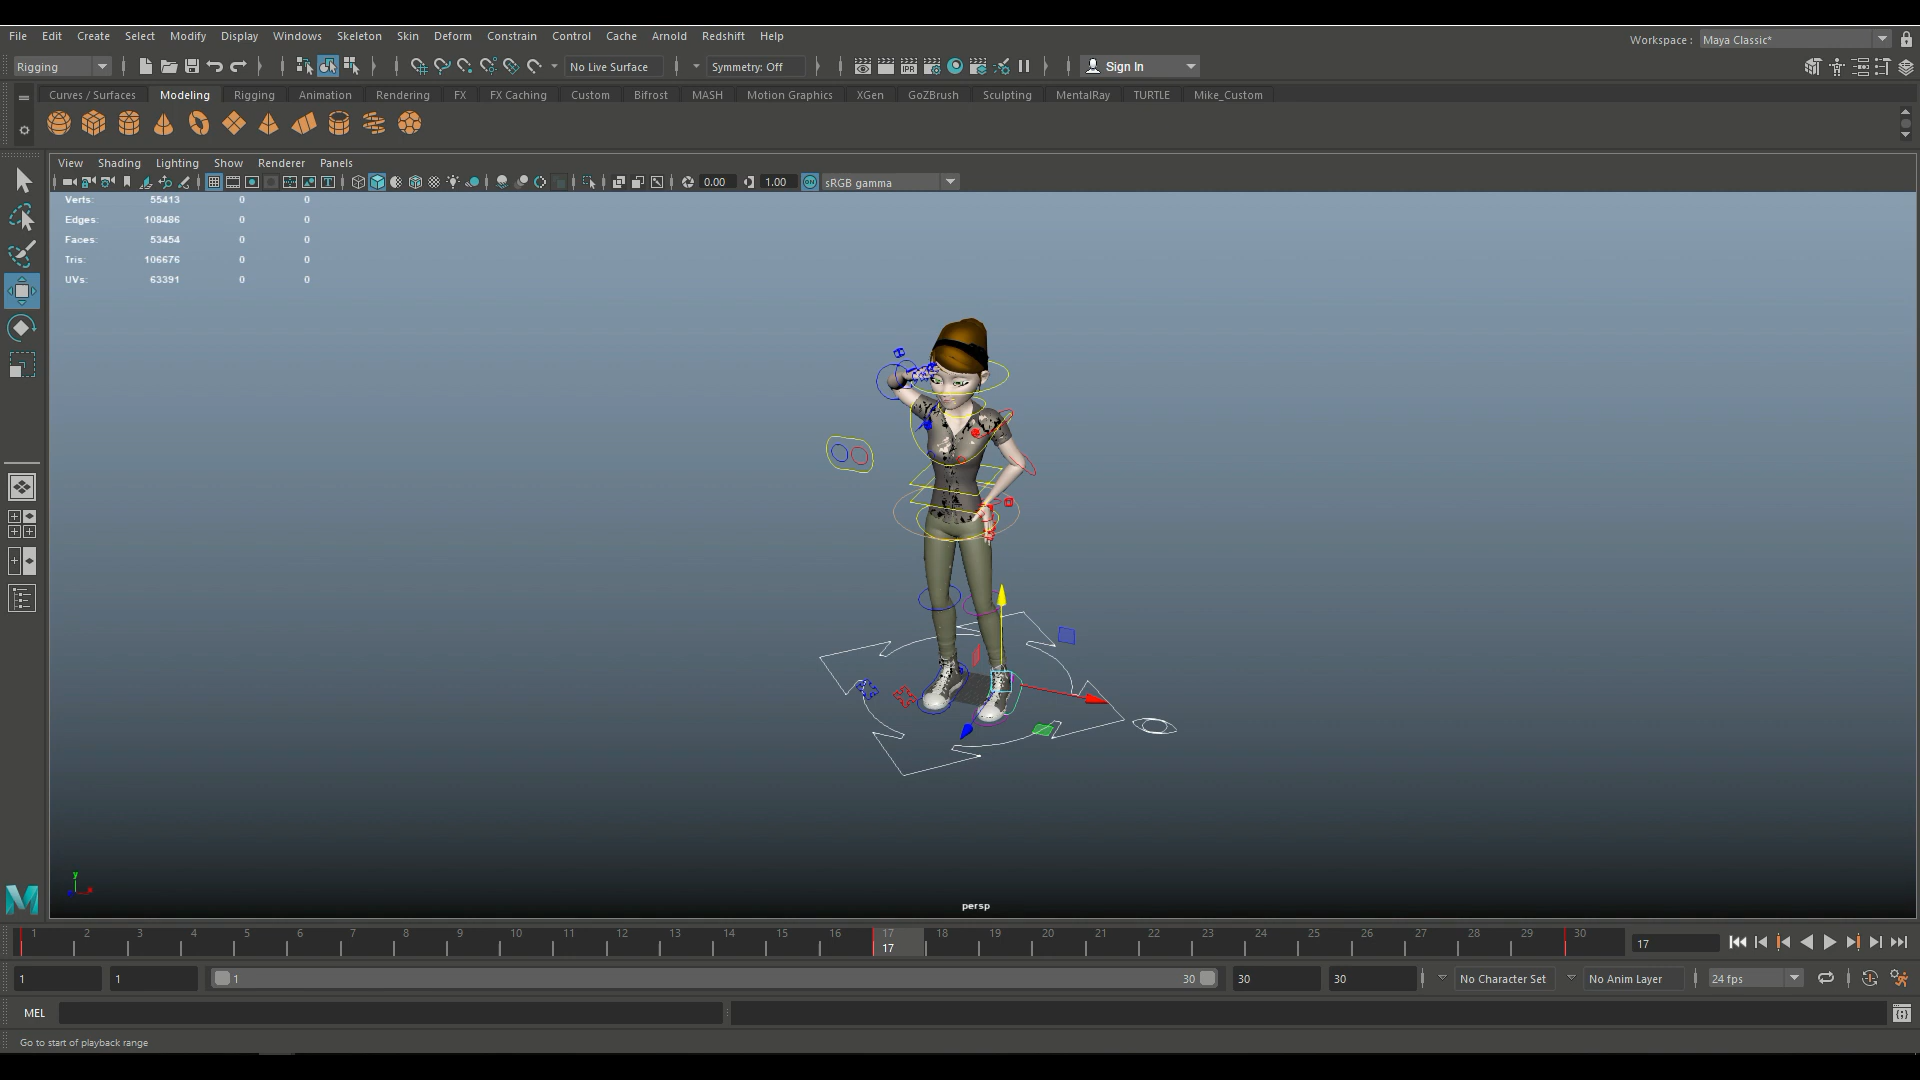 File Edit Create Select Modify Display Windows Skeleton Skin Deform Constrain Control Cache Arnold Redshift Help
Workspace : Maya Classic*
Rigging No Live Surface Symmetry: Off Sign In
Curves / Surfaces Modeling Rigging Animation Rendering FX FX Caching Custom Bifrost MASH Motion Graphics XGen GoZBrush Sculpting MentalRay TURTLE Mike_Custom
View Shading Lighting Show Renderer Panels
0.00 1.00 ON sRGB gamma
Verts: 55413 0 0
Edges: 108486 0 0
Faces: 53454 0 0
Tris: 106676 0 0
UVs: 63391 0 0
y
persp
1 2 3 4 5 6 7 8 9 10 11 12 13 14 15 16 17 18 19 20 21 22 23 24 25 26 27 28 29 30
17 17
1 1 1 30 30 30 No Character Set No Anim Layer 24 fps
MEL
Go to start of playback range